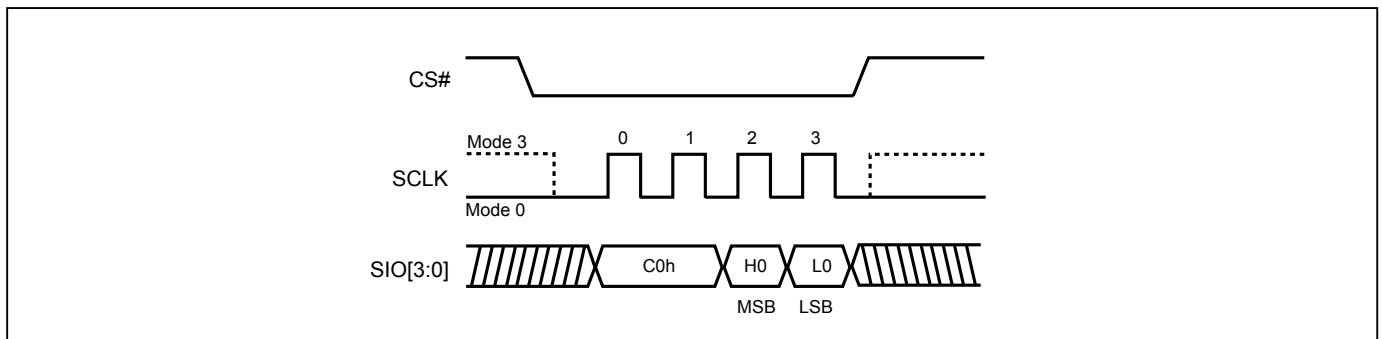 CS#
Mode 3
0 1 2 3
SCLK
Mode 0
SIO[3:0]
C0h H0 L0
MSB LSB